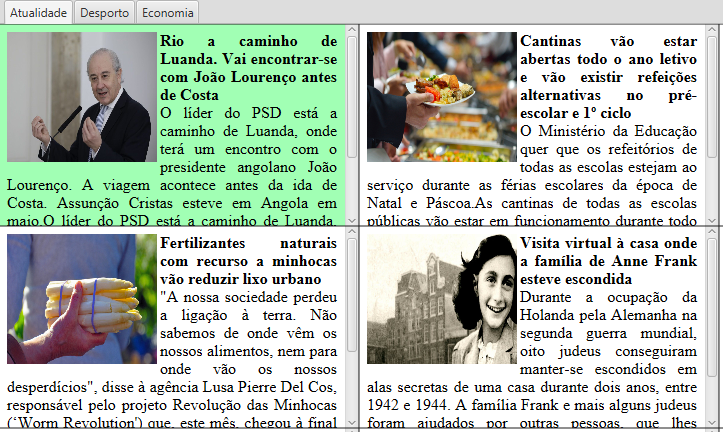 Atualidade Desporto Economia
Rio a caminho de
Luanda. Vai encontrar-se
com João Lourenço antes
de Costa
O líder do PSD está a
caminho de Luanda, onde
terá um encontro com o
presidente angolano João
Lourenço. A viagem acontece antes da ida de
Costa. Assunção Cristas esteve em Angola em
maio.O líder do PSD está a caminho de Luanda.
Cantinas vão estar
abertas todo o ano letivo
e vão existir refeições
alternativas no pré-
escolar e 1º ciclo
O Ministério da Educação
quer que os refeitórios de
todas as escolas estejam ao
serviço durante as férias escolares da época de
Natal e Páscoa.As cantinas de todas as escolas
públicas vão estar em funcionamento durante todo
Fertilizantes naturais
com recurso a minhocas
vão reduzir lixo urbano
"A nossa sociedade perdeu
a ligação à terra. Não
sabemos de onde vêm os
nossos alimentos, nem para
onde vão os nossos
desperdícios", disse à agência Lusa Pierre Del Cos,
responsável pelo projeto Revolução das Minhocas
(‘Worm Revolution') que, este mês, chegou à final
Visita virtual à casa onde
a família de Anne Frank
esteve escondida
Durante a ocupação da
Holanda pela Alemanha na
segunda guerra mundial,
oito judeus conseguiram
manter-se escondidos em
alas secretas de uma casa durante dois anos, entre
1942 e 1944. A família Frank e mais alguns judeus
foram ajudados por outras pessoas, que lhes